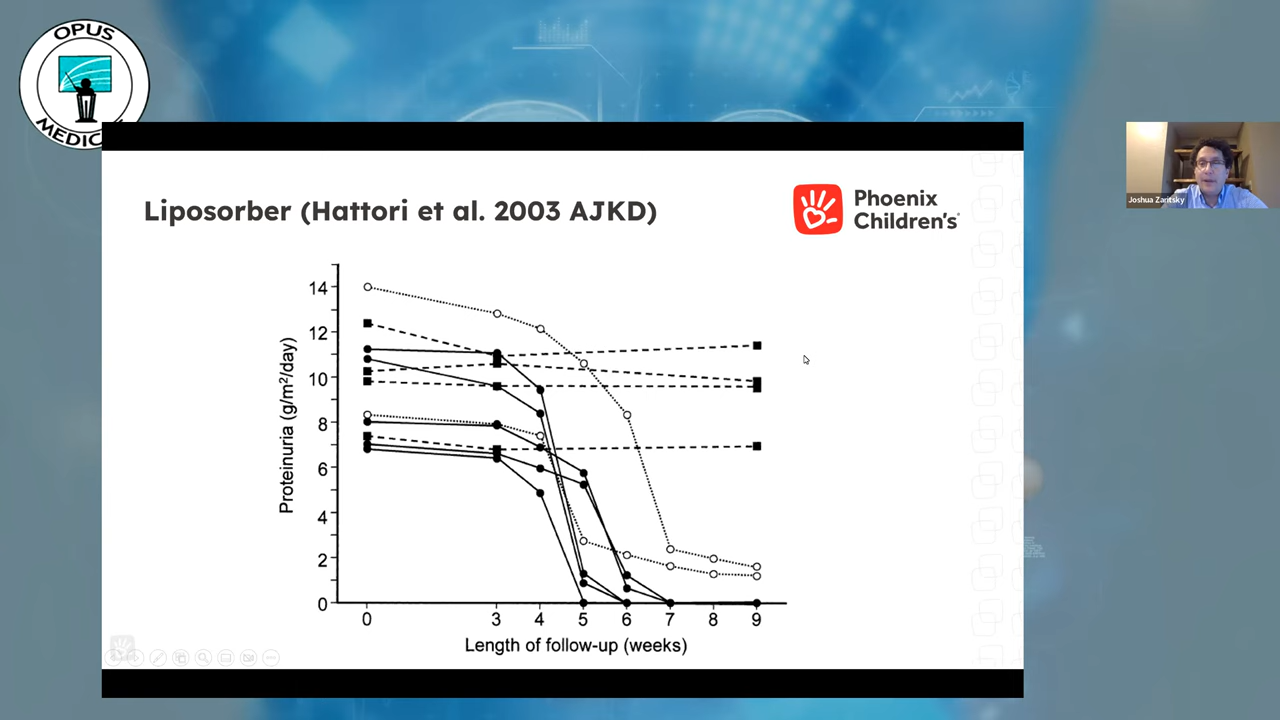 OPUS
MEDIC
Liposorber (Hattori et al. 2003 AJKD)
Phoenix
Children's
Joshua Zaritsky
Proteinuria (g/m²/day)
14
12
10
8
6
4
2
0
0 3 4 5 6 7 8 9
Length of follow-up (weeks)